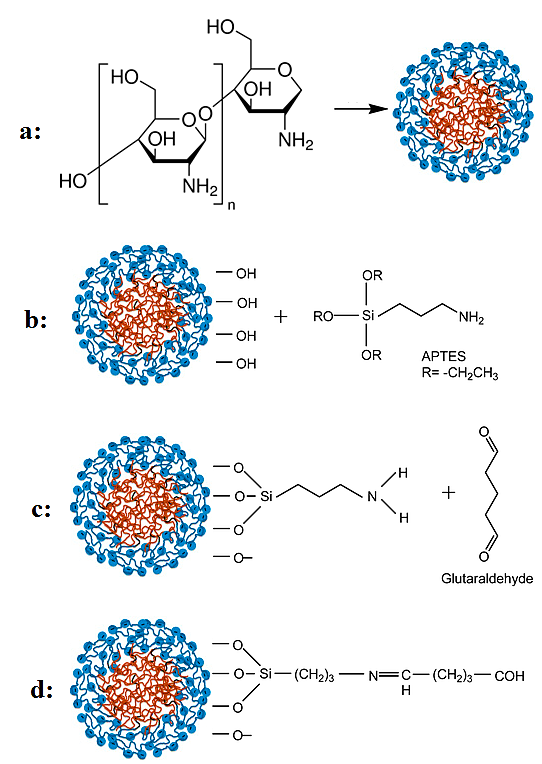 a:
HO
HO
O
OH
NH₂
O
HO
O
OH
NH₂
n
b:
OH
OH
OH
OH
+
OR
RO
Si
OR
NH₂
APTES
R= -CH₂CH₃
c:
O
O
O
O
Si
N
H
H
+
O
O
Glutaraldehyde
d:
O
O
O
O
Si
(CH₂)₃
N
C
H
(CH₂)₃
COH